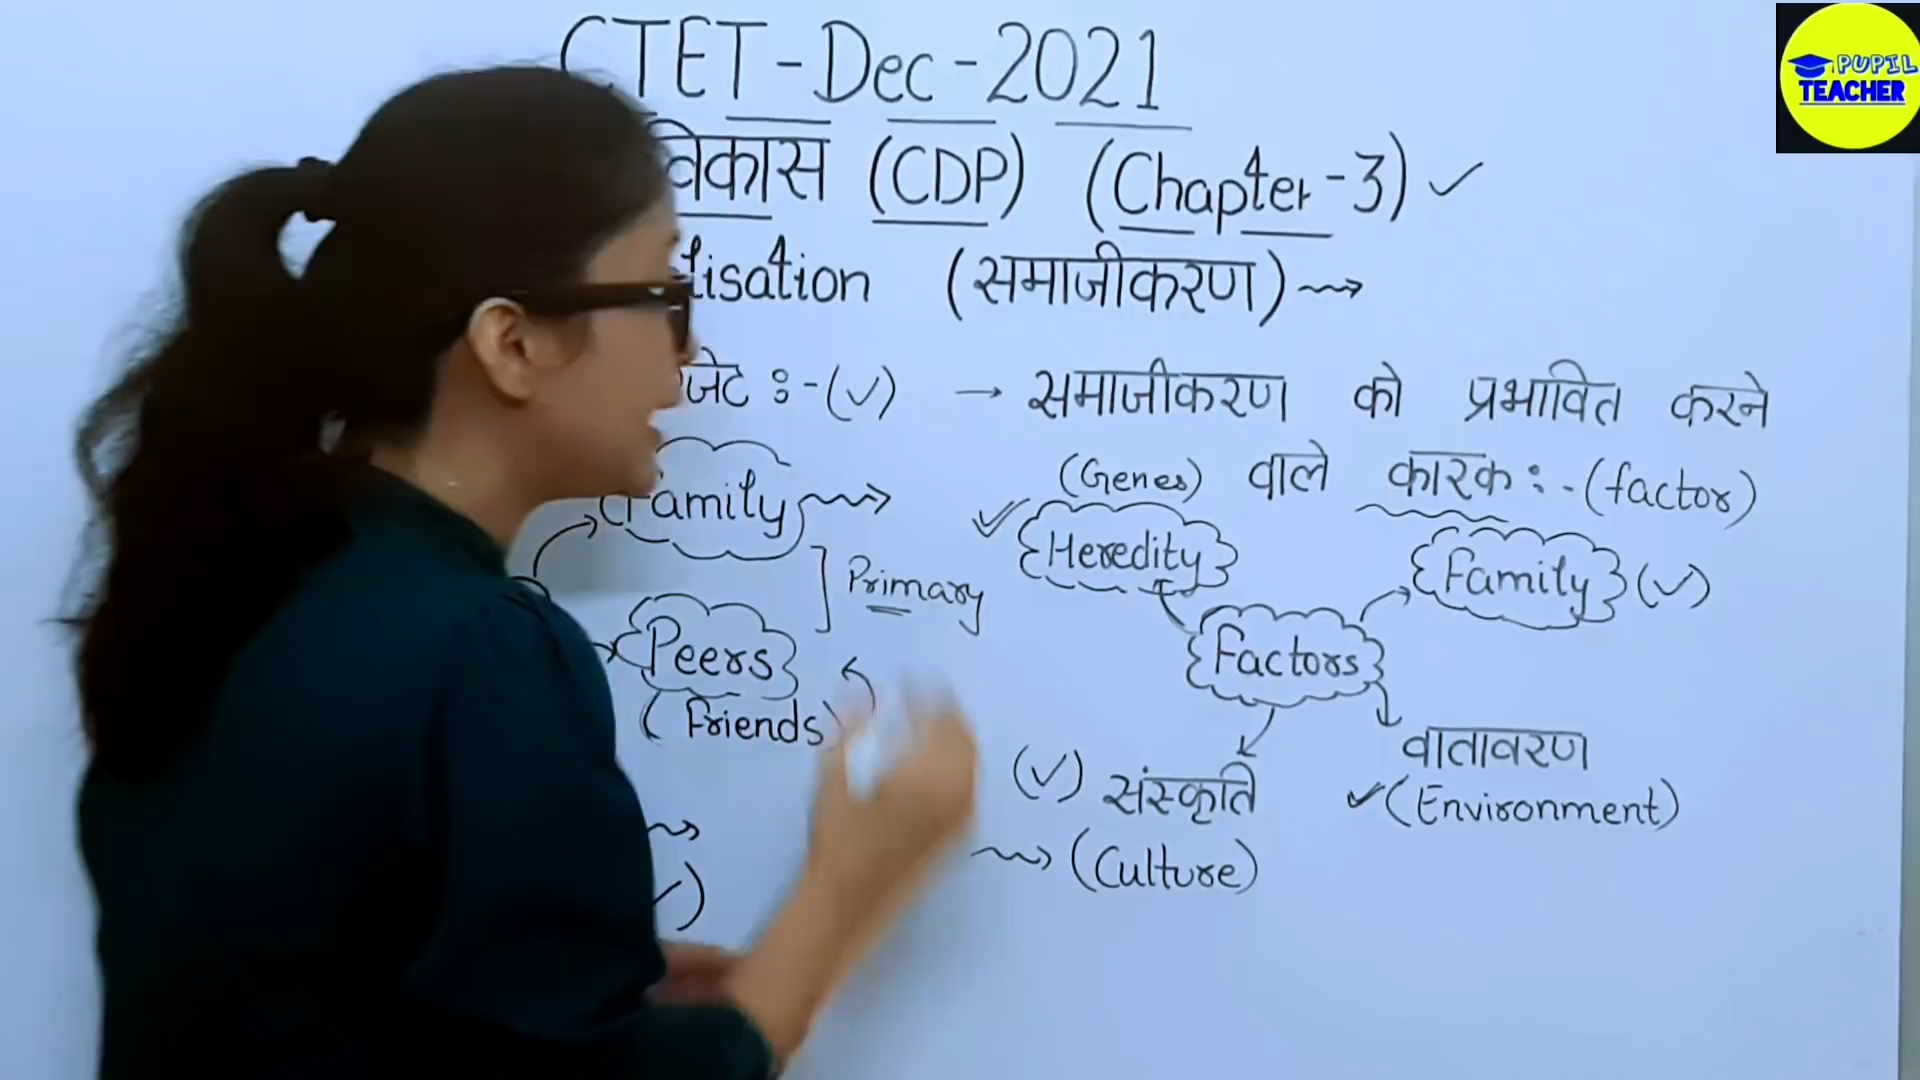 CTET-Dec-2021
विकास (CDP) (Chapter-3) ✓
lisation (समाजीकरण)
:-(✓)
→ समाजीकरण को प्रभावित करने
वाले कारक :- (factor)
Family
Primary
Peers
(Friends)
(Genes)
Heredity
Family (✓)
Factors
(✓) संस्कृति
(Culture)
वातावरण
✓(Environment)
PUPIL
TEACHER